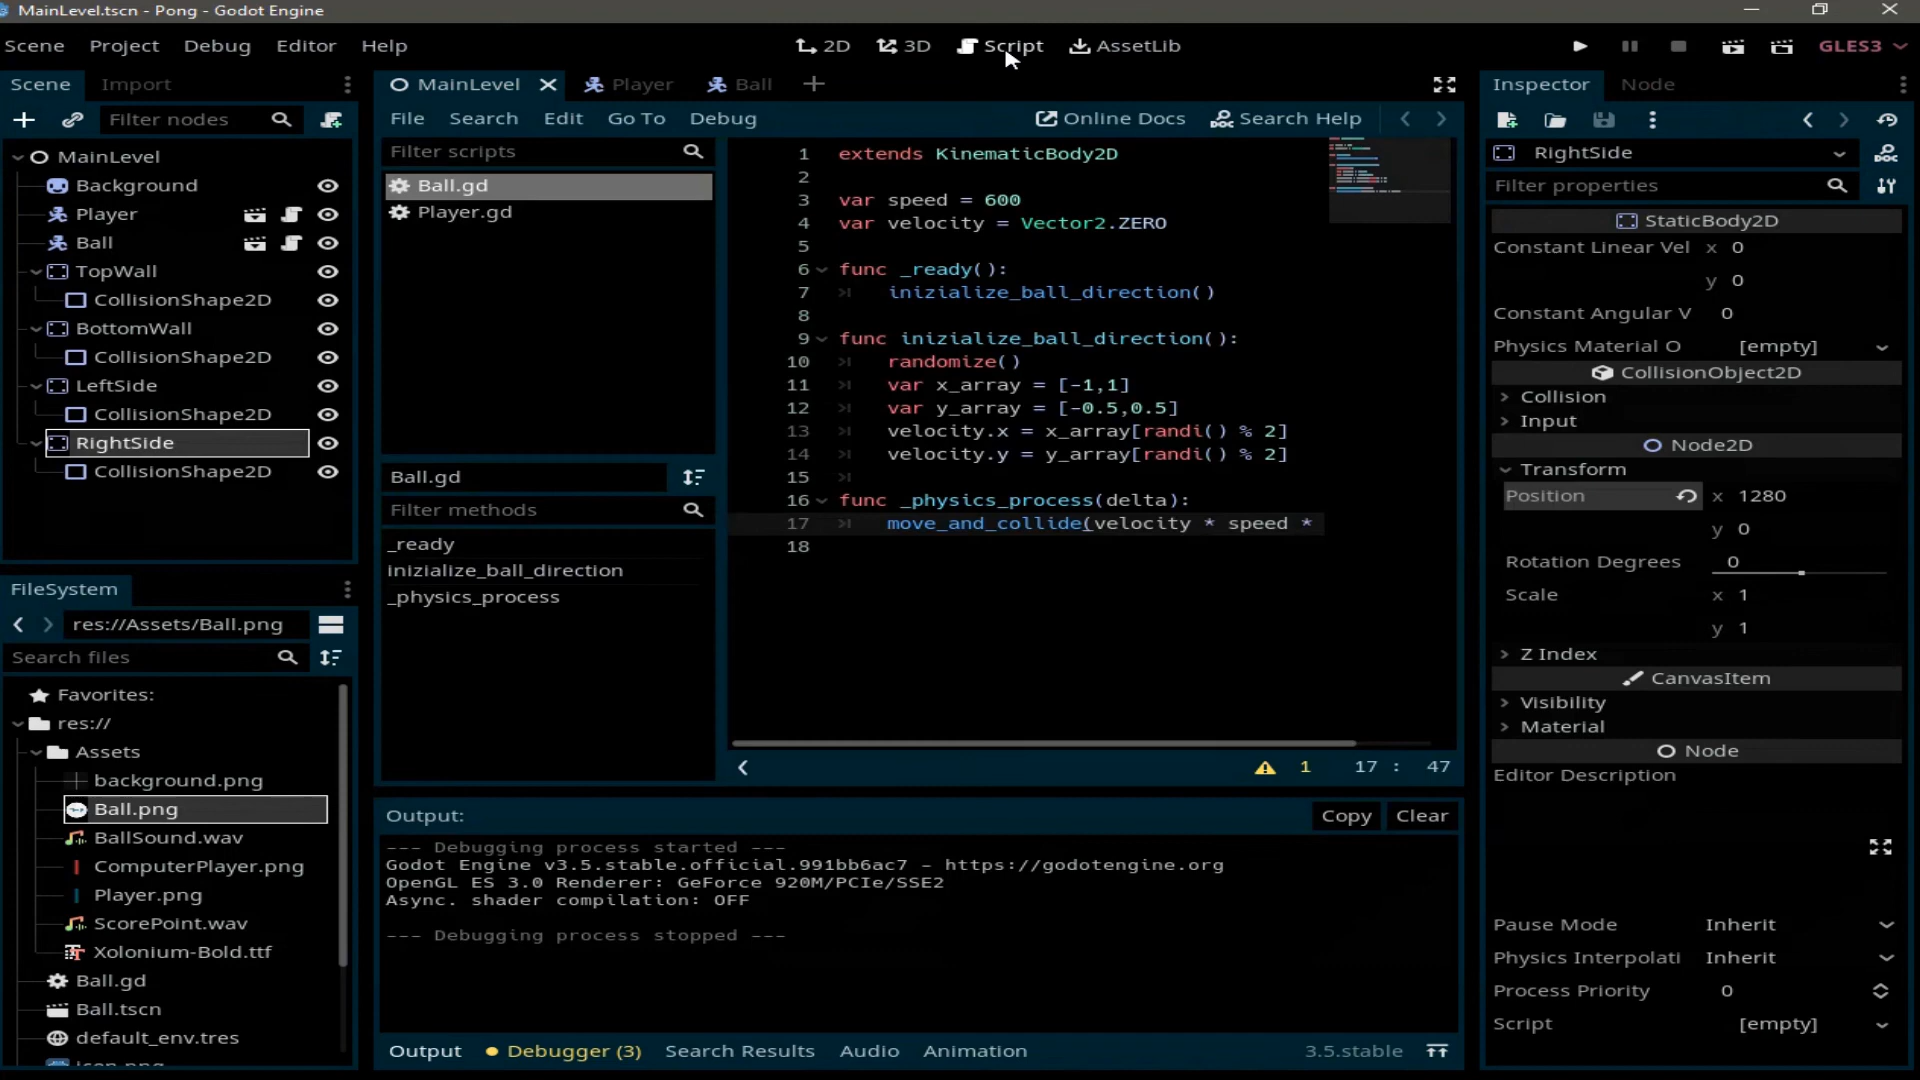 MainLevel.tscn - Pong - Godot Engine
Scene Project Debug Editor Help
2D 3D Script AssetLib
GLES3
Scene Import
Filter nodes
MainLevel
Background
Player
Ball
TopWall
CollisionShape2D
BottomWall
CollisionShape2D
LeftSide
CollisionShape2D
RightSide
CollisionShape2D
FileSystem
res://Assets/Ball.png
Search files
Favorites:
res://
Assets
background.png
Ball.png
BallSound.wav
ComputerPlayer.png
Player.png
ScorePoint.wav
Xolonium-Bold.ttf
Ball.gd
Ball.tscn
default_env.tres
icon.png
MainLevel Player Ball
File Search Edit Go To Debug
Online Docs Search Help
Filter scripts
Ball.gd
Player.gd
Ball.gd
Filter methods
_ready
inizialize_ball_direction
_physics_process
1 extends KinematicBody2D
2
3 var speed = 600
4 var velocity = Vector2.ZERO
5
6 func _ready():
7 inizialize_ball_direction()
8
9 func inizialize_ball_direction():
10 randomize()
11 var x_array = [-1,1]
12 var y_array = [-0.5,0.5]
13 velocity.x = x_array[randi() % 2]
14 velocity.y = y_array[randi() % 2]
15
16 func _physics_process(delta):
17 move_and_collide(velocity * speed *
18
1 17 : 47
Output:
Copy Clear
--- Debugging process started ---
Godot Engine v3.5.stable.official.991bb6ac7 - https://godotengine.org
OpenGL ES 3.0 Renderer: GeForce 920M/PCIe/SSE2
Async. shader compilation: OFF
--- Debugging process stopped ---
Output Debugger (3) Search Results Audio Animation
3.5.stable
Inspector Node
RightSide
Filter properties
StaticBody2D
Constant Linear Vel x 0
y 0
Constant Angular V 0
Physics Material O [empty]
CollisionObject2D
Collision
Input
Node2D
Transform
Position x 1280
y 0
Rotation Degrees 0
Scale x 1
y 1
Z Index
CanvasItem
Visibility
Material
Node
Editor Description
Pause Mode Inherit
Physics Interpolati Inherit
Process Priority 0
Script [empty]